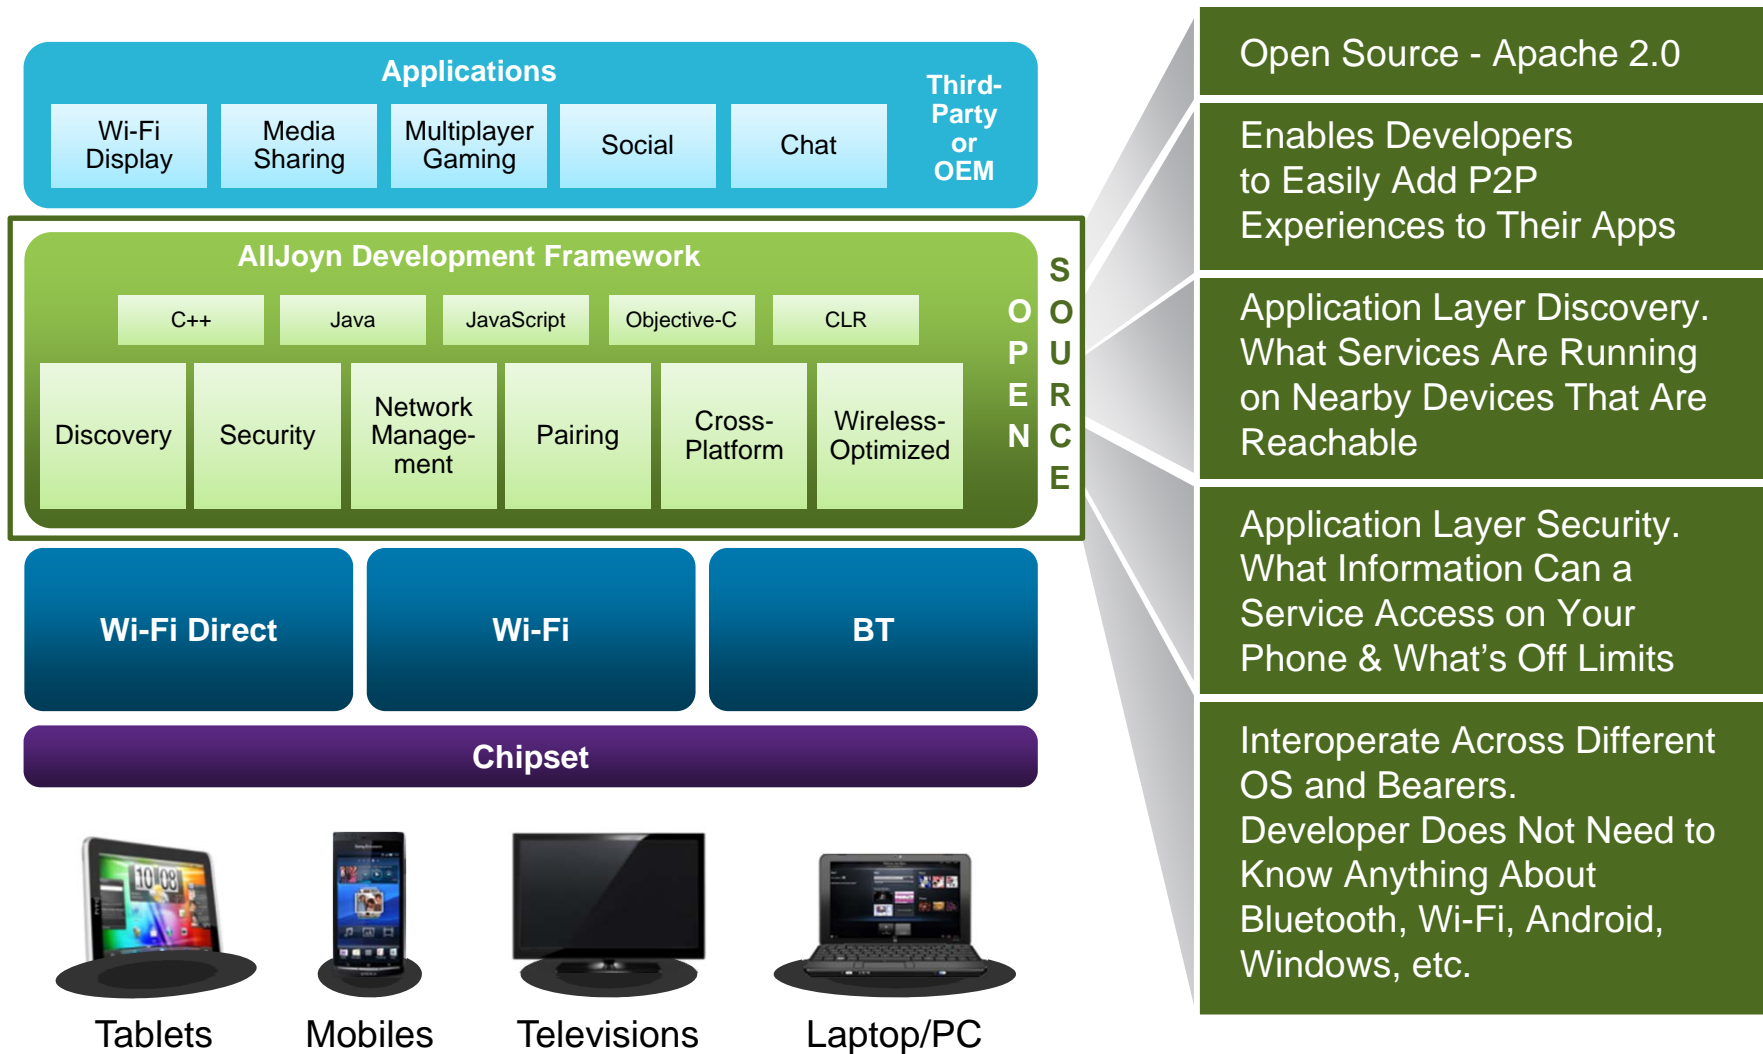 Applications
Third-
Party
or
OEM
Wi-Fi
Display
Media
Sharing
Multiplayer
Gaming
Social
Chat
AllJoyn Development Framework
C++
Java
JavaScript
Objective-C
CLR
Discovery
Security
Network
Manage-
ment
Pairing
Cross-
Platform
Wireless-
Optimized
OPEN
SOURCE
Wi-Fi Direct
Wi-Fi
BT
Chipset
Tablets
Mobiles
Televisions
Laptop/PC
Open Source - Apache 2.0
Enables Developers
to Easily Add P2P
Experiences to Their Apps
Application Layer Discovery.
What Services Are Running
on Nearby Devices That Are
Reachable
Application Layer Security.
What Information Can a
Service Access on Your
Phone & What’s Off Limits
Interoperate Across Different
OS and Bearers.
Developer Does Not Need to
Know Anything About
Bluetooth, Wi-Fi, Android,
Windows, etc.
10 08